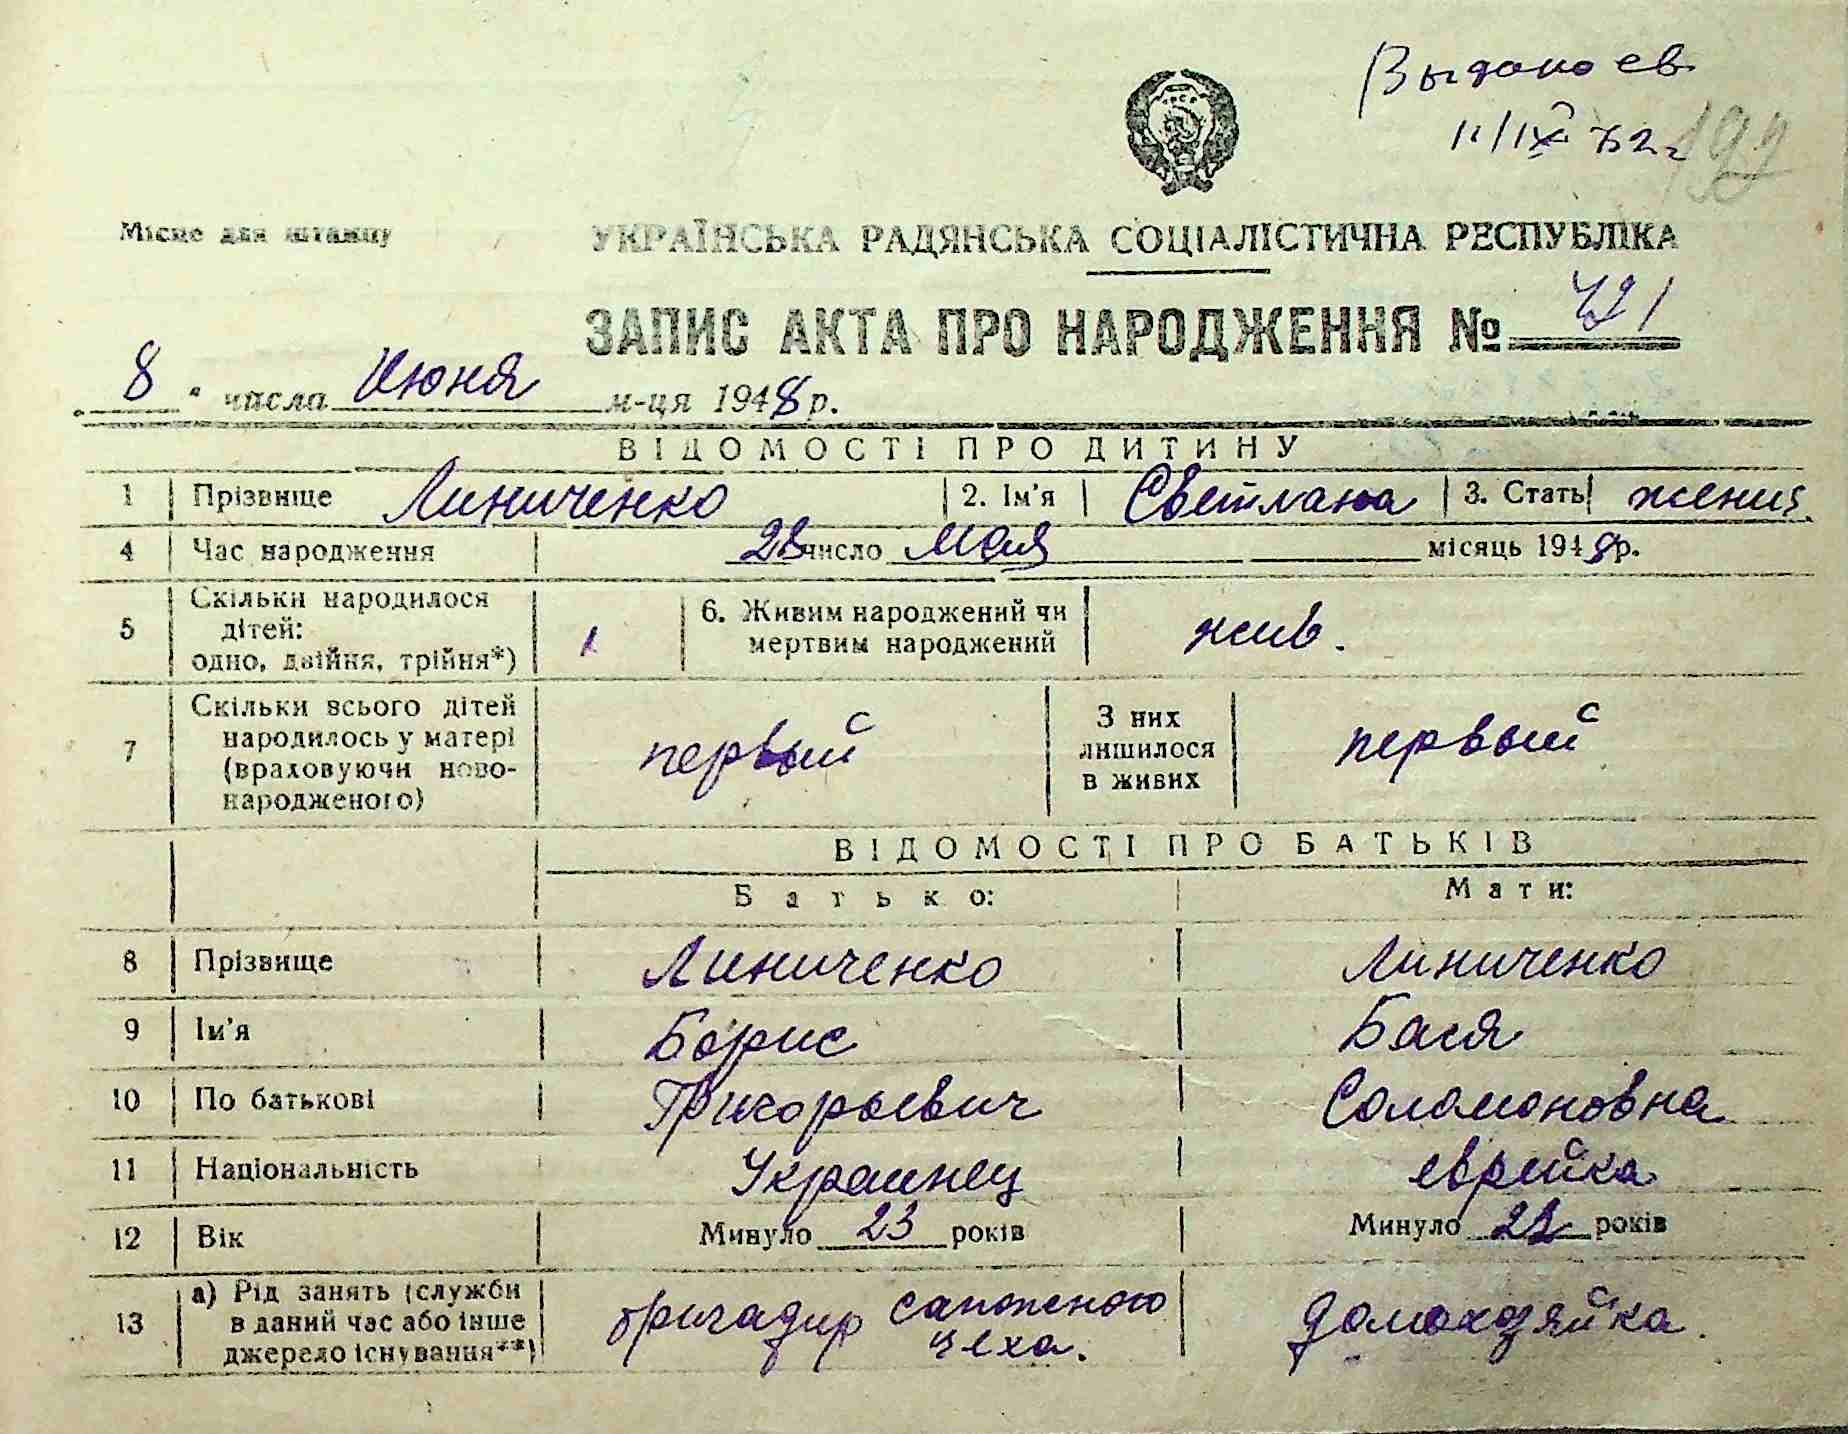 Выдано св.
11/IX 72г
192
Місце для штампу
УКРАЇНСЬКА РАДЯНСЬКА СОЦІАЛІСТИЧНА РЕСПУБЛІКА
ЗАПИС АКТА ПРО НАРОДЖЕННЯ № 421
"8" числа Июня м-ця 1948 р.
ВІДОМОСТІ ПРО ДИТИНУ
1 Прізвище Линиченко 2. Ім'я Светлана 3. Стать женск
4 Час народження число мая місяць 1948 р.
5 Скільки народилося дітей: одно, двійня, трійня*) 1 6. Живим народжений чи мертвим народжений жив.
7 Скільки всього дітей народилось у матері (враховуючи новонародженого) первый З них лишилося в живих первый
ВІДОМОСТІ ПРО БАТЬКІВ
Батько: Мати:
8 Прізвище Линиченко Линиченко
9 Ім'я Борис Бася
10 По батькові Григорьевич Соломоновна
11 Національність Украинец еврейка
12 Вік Минуло 23 років Минуло років
13 а) Рід занять (служби в даний час або інше джерело існування**) бригадир сапожного цеха. домохозяйка.